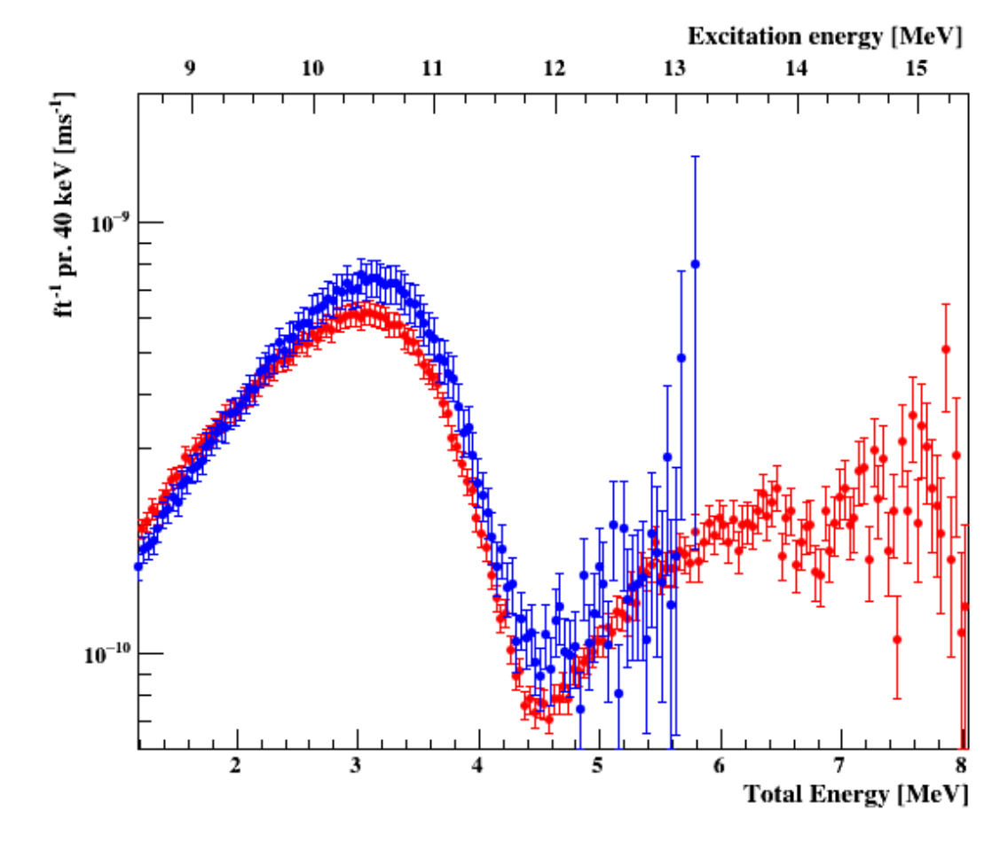 Excitation energy [MeV]
9 10 11 12 13 14 15
ft⁻¹ pr. 40 keV [ms⁻¹]
10⁻⁹
10⁻¹⁰
2 3 4 5 6 7 8
Total Energy [MeV]